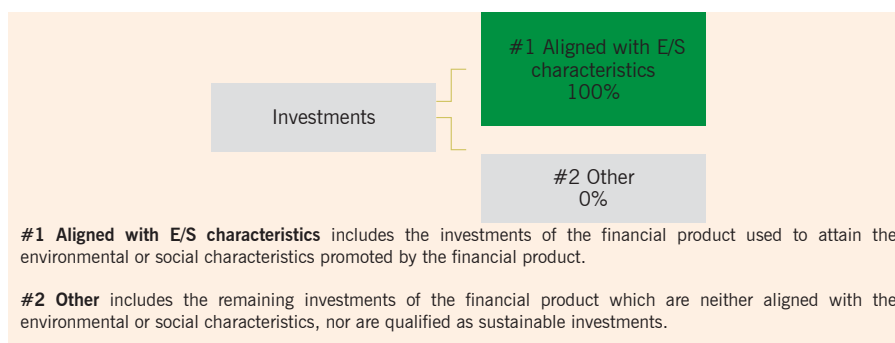 #1 Aligned with E/S
characteristics
100%
Investments
#2 Other
0%
#1 Aligned with E/S characteristics includes the investments of the financial product used to attain the
environmental or social characteristics promoted by the financial product.
#2 Other includes the remaining investments of the financial product which are neither aligned with the
environmental or social characteristics, nor are qualified as sustainable investments.